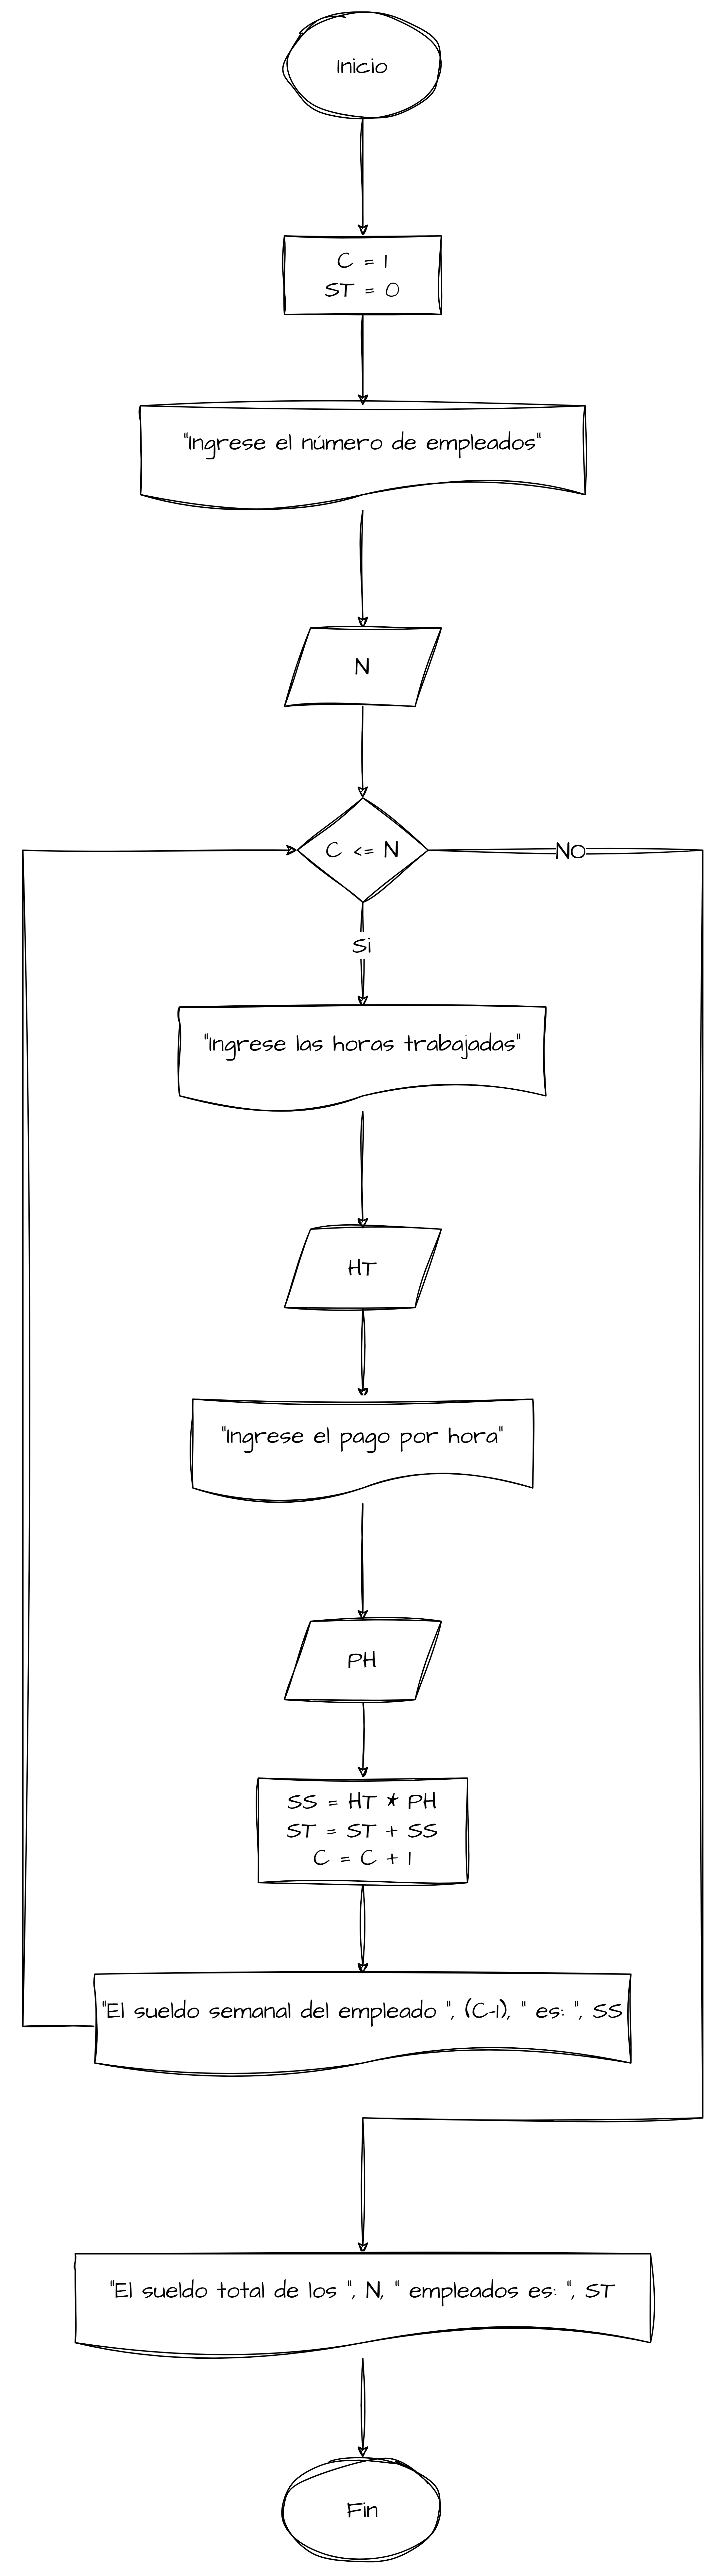 Inicio
C = 1
ST = 0
"Ingrese el número de empleados"
N
C <= N
NO
Si
"Ingrese las horas trabajadas"
HT
"Ingrese el pago por hora"
PH
SS = HT * PH
ST = ST + SS
C = C + 1
"El sueldo semanal del empleado ", (C-1), " es: ", SS
"El sueldo total de los ", N, " empleados es: ", ST
Fin